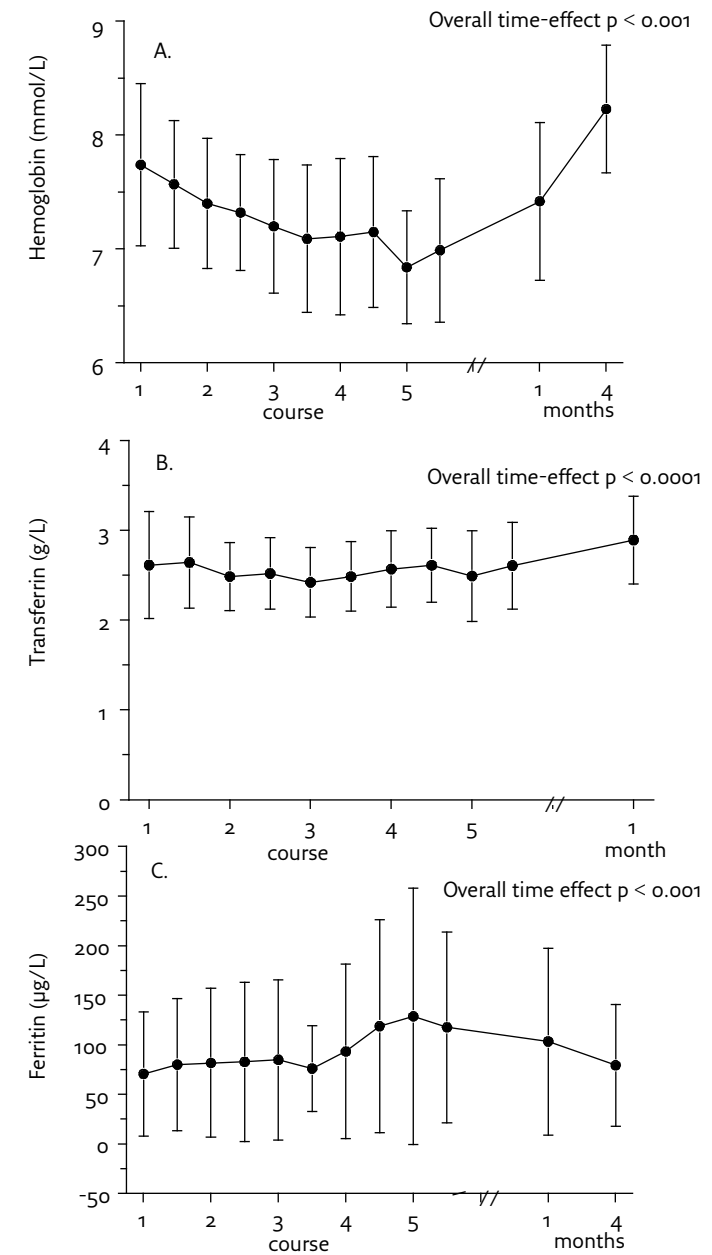 Overall time-effect p < 0.001
A.
Hemoglobin (mmol/L)
9
8
7
6
1 2 3 4 5 1 4
course months
B.
Overall time-effect p < 0.0001
Transferrin (g/L)
4
3
2
1
0
1 2 3 4 5 1
course month
C.
Overall time effect p < 0.001
Ferritin (µg/L)
300
250
200
150
100
50
0
-50
1 2 3 4 5 1 4
course months